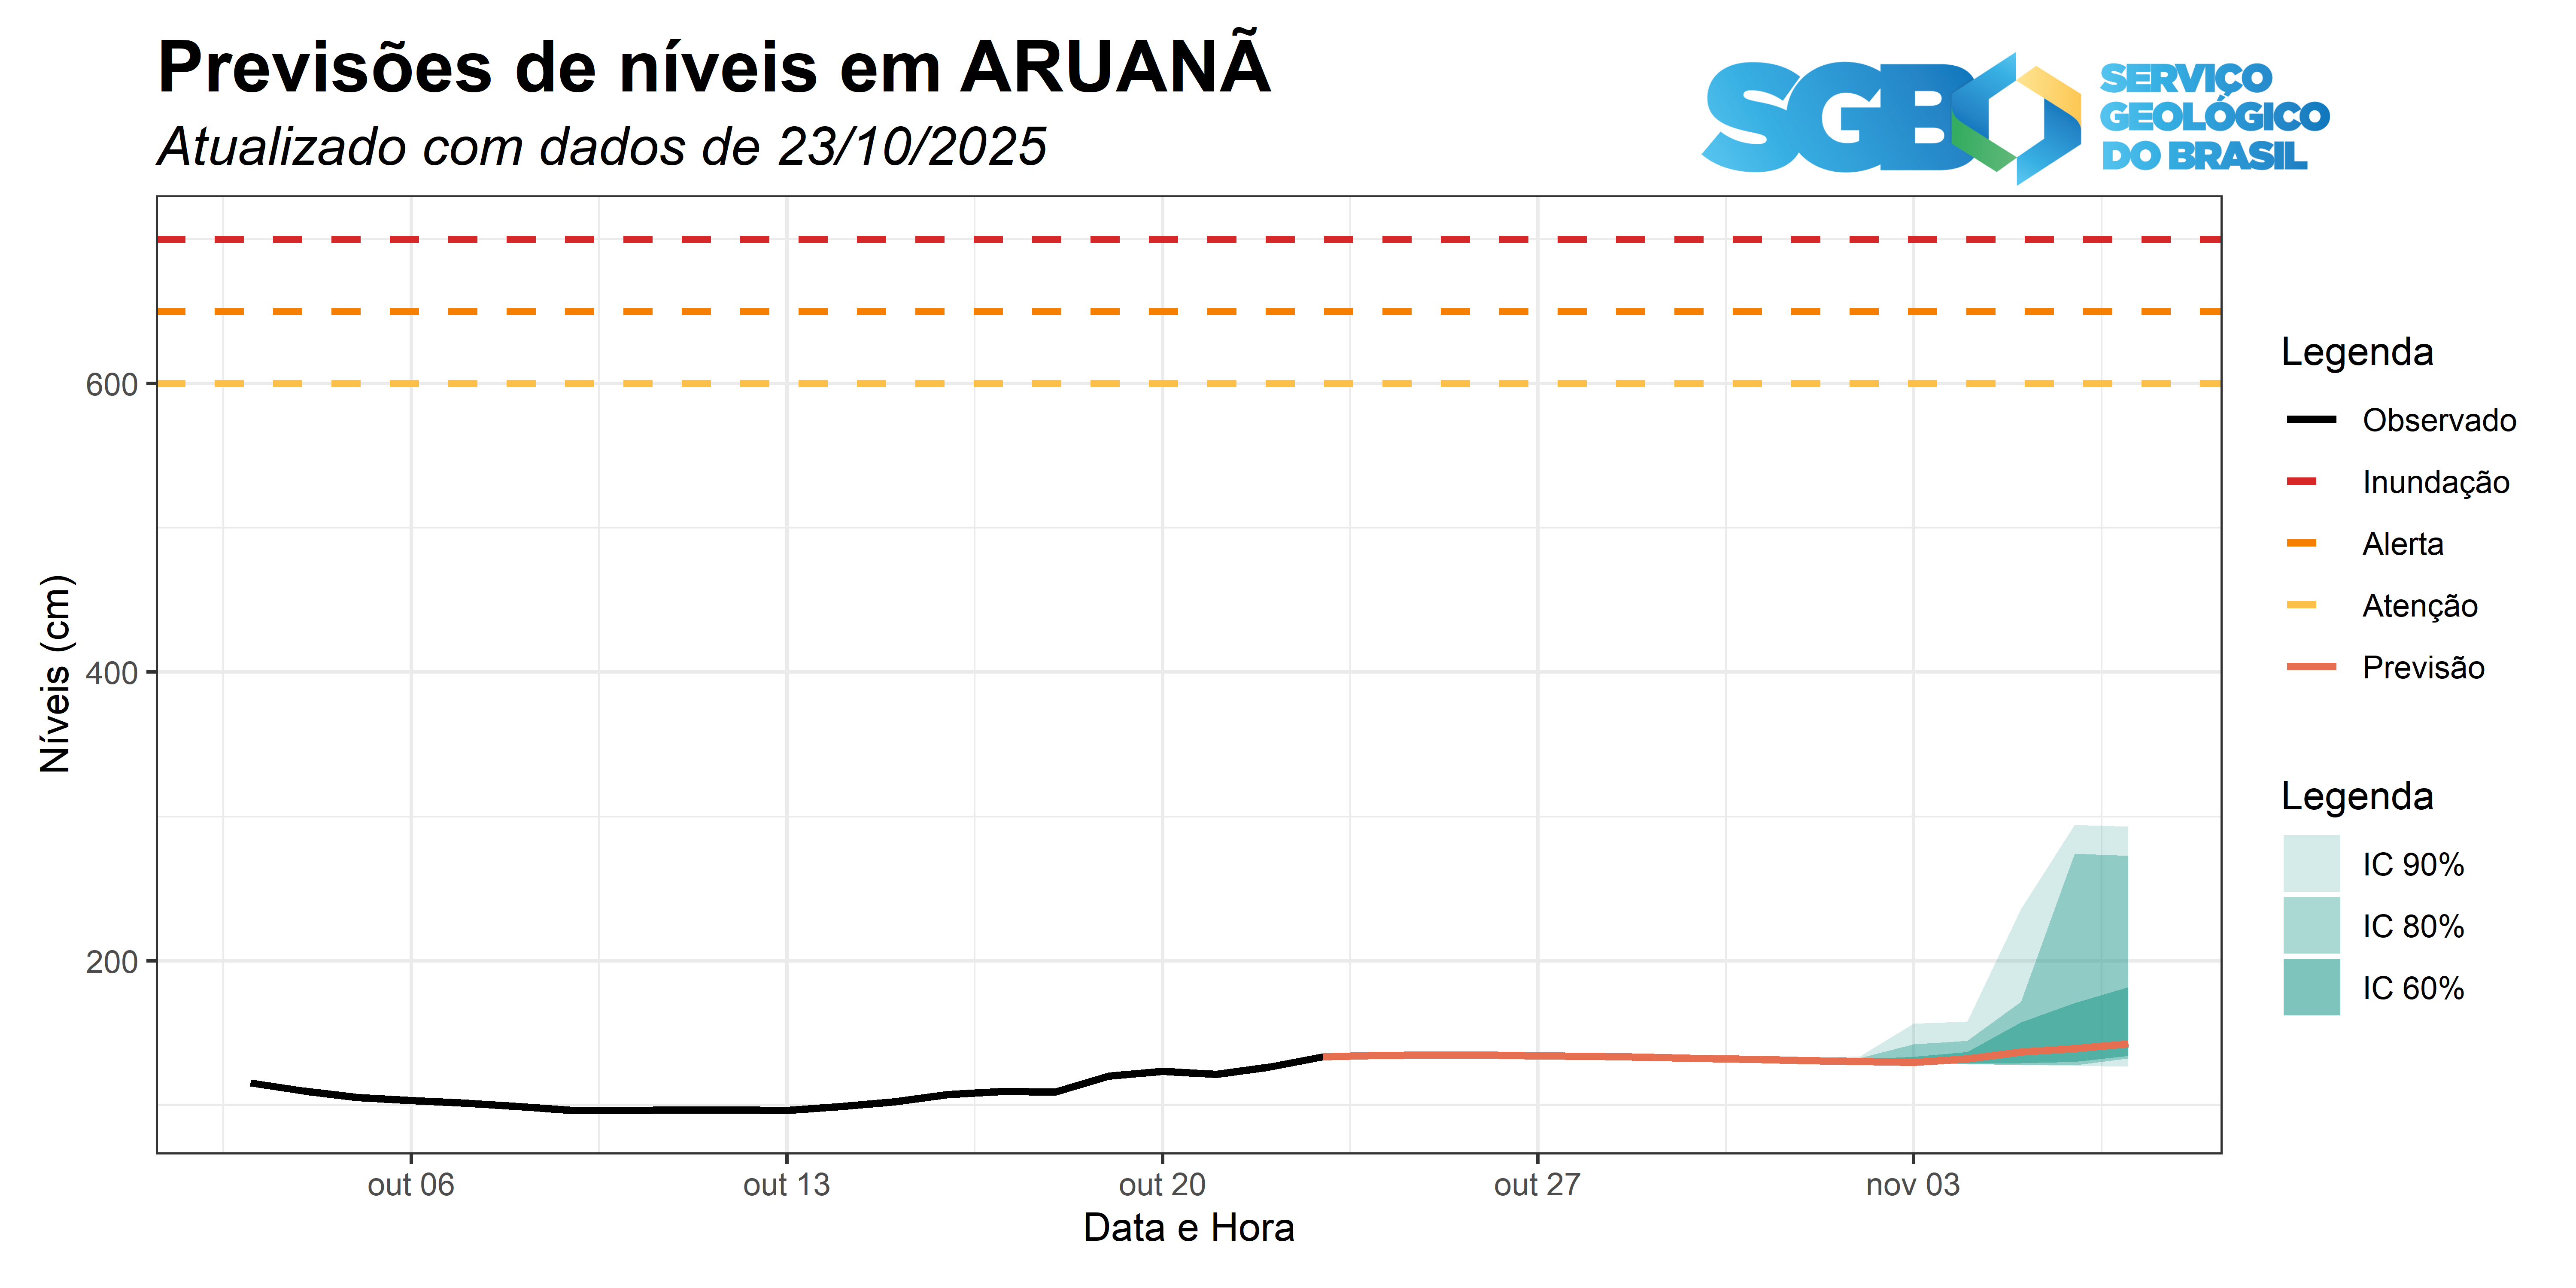 Previsões de níveis em ARUANÃ
Atualizado com dados de 23/10/2025
SGB
SERVIÇO
GEOLÓGICO
DO BRASIL
Níveis (cm)
600
400
200
out 06
out 13
out 20
out 27
nov 03
Data e Hora
Legenda
Observado
Inundação
Alerta
Atenção
Previsão
Legenda
IC 90%
IC 80%
IC 60%